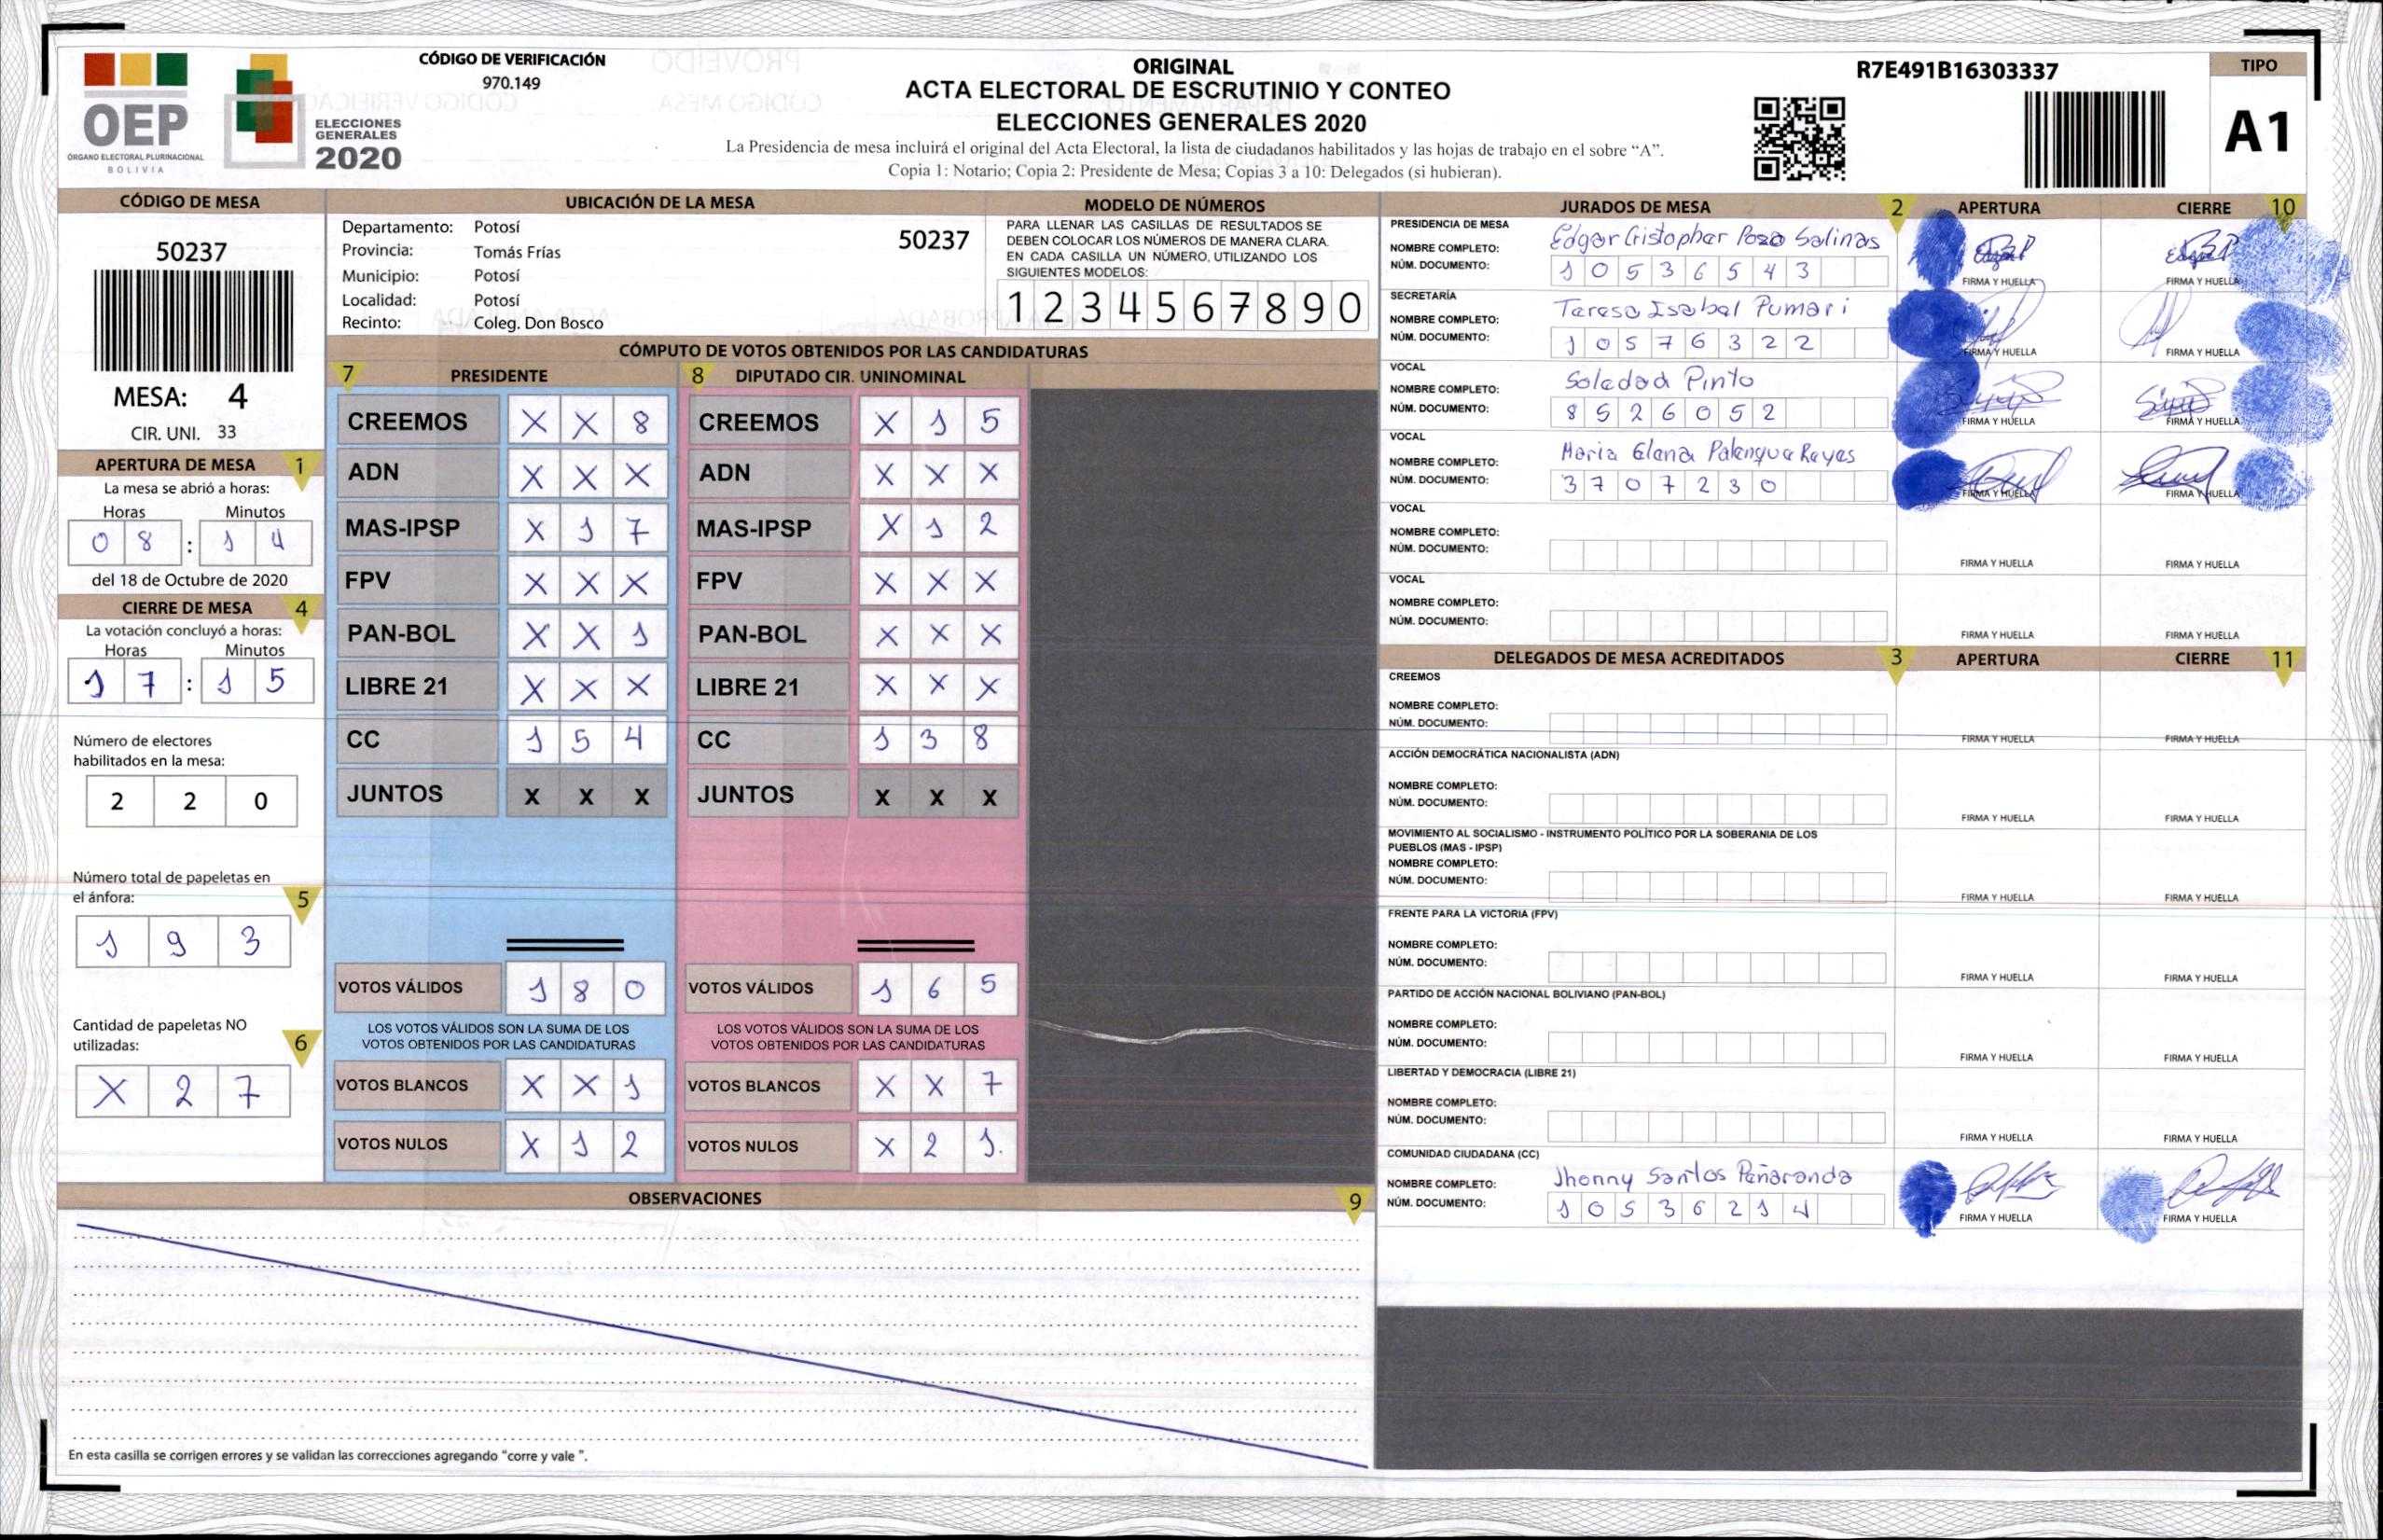 OEP
ÓRGANO ELECTORAL PLURINACIONAL
BOLIVIA
ELECCIONES
GENERALES
2020
CÓDIGO DE VERIFICACIÓN
970.149
ORIGINAL
ACTA ELECTORAL DE ESCRUTINIO Y CONTEO
ELECCIONES GENERALES 2020
La Presidencia de mesa incluirá el original del Acta Electoral, la lista de ciudadanos habilitados y las hojas de trabajo en el sobre “A”.
Copia 1: Notario; Copia 2: Presidente de Mesa; Copias 3 a 10: Delegados (si hubieran).
R7E491B16303337
TIPO
A1
CÓDIGO DE MESA
50237
MESA: 4
CIR. UNI. 33
APERTURA DE MESA 1
La mesa se abrió a horas:
Horas Minutos
0 8 : 1 4
del 18 de Octubre de 2020
CIERRE DE MESA 4
La votación concluyó a horas:
Horas Minutos
1 7 : 1 5
Número de electores
habilitados en la mesa:
2 2 0
Número total de papeletas en
el ánfora: 5
1 9 3
Cantidad de papeletas NO
utilizadas: 6
X 2 7
UBICACIÓN DE LA MESA
Departamento: Potosí
50237
Provincia: Tomás Frías
Municipio: Potosí
Localidad: Potosí
Recinto: Coleg. Don Bosco
MODELO DE NÚMEROS
PARA LLENAR LAS CASILLAS DE RESULTADOS SE
DEBEN COLOCAR LOS NÚMEROS DE MANERA CLARA.
EN CADA CASILLA UN NÚMERO, UTILIZANDO LOS
SIGUIENTES MODELOS:
1 2 3 4 5 6 7 8 9 0
CÓMPUTO DE VOTOS OBTENIDOS POR LAS CANDIDATURAS
7 PRESIDENTE
CREEMOS X X 8
ADN X X X
MAS-IPSP X 1 7
FPV X X X
PAN-BOL X X 1
LIBRE 21 X X X
CC 1 5 4
JUNTOS X X X
VOTOS VÁLIDOS 1 8 0
LOS VOTOS VÁLIDOS SON LA SUMA DE LOS
VOTOS OBTENIDOS POR LAS CANDIDATURAS
VOTOS BLANCOS X X 1
VOTOS NULOS X 1 2
8 DIPUTADO CIR. UNINOMINAL
CREEMOS X 1 5
ADN X X X
MAS-IPSP X 1 2
FPV X X X
PAN-BOL X X X
LIBRE 21 X X X
CC 1 3 8
JUNTOS X X X
VOTOS VÁLIDOS 1 6 5
LOS VOTOS VÁLIDOS SON LA SUMA DE LOS
VOTOS OBTENIDOS POR LAS CANDIDATURAS
VOTOS BLANCOS X X 7
VOTOS NULOS X 2 1.
OBSERVACIONES 9
En esta casilla se corrigen errores y se validan las correcciones agregando "corre y vale ".
JURADOS DE MESA 2 APERTURA CIERRE 10
PRESIDENCIA DE MESA
NOMBRE COMPLETO: Edgar Cristopher Pozo Salinas
NÚM. DOCUMENTO: 1 0 5 3 6 5 4 3
FIRMA Y HUELLA FIRMA Y HUELLA
SECRETARÍA
NOMBRE COMPLETO: Teresa Isabel Pumari
NÚM. DOCUMENTO: 1 0 5 7 6 3 2 2
FIRMA Y HUELLA FIRMA Y HUELLA
VOCAL
NOMBRE COMPLETO: Soledad Pinto
NÚM. DOCUMENTO: 8 5 2 6 0 5 2
FIRMA Y HUELLA FIRMA Y HUELLA
VOCAL
NOMBRE COMPLETO: Maria Elena Palenque Reyes
NÚM. DOCUMENTO: 3 7 0 7 2 3 0
FIRMA Y HUELLA FIRMA Y HUELLA
VOCAL
NOMBRE COMPLETO:
NÚM. DOCUMENTO:
FIRMA Y HUELLA FIRMA Y HUELLA
VOCAL
NOMBRE COMPLETO:
NÚM. DOCUMENTO:
FIRMA Y HUELLA FIRMA Y HUELLA
DELEGADOS DE MESA ACREDITADOS 3 APERTURA CIERRE 11
CREEMOS
NOMBRE COMPLETO:
NÚM. DOCUMENTO:
FIRMA Y HUELLA FIRMA Y HUELLA
ACCIÓN DEMOCRÁTICA NACIONALISTA (ADN)
NOMBRE COMPLETO:
NÚM. DOCUMENTO:
FIRMA Y HUELLA FIRMA Y HUELLA
MOVIMIENTO AL SOCIALISMO - INSTRUMENTO POLÍTICO POR LA SOBERANIA DE LOS
PUEBLOS (MAS - IPSP)
NOMBRE COMPLETO:
NÚM. DOCUMENTO:
FIRMA Y HUELLA FIRMA Y HUELLA
FRENTE PARA LA VICTORIA (FPV)
NOMBRE COMPLETO:
NÚM. DOCUMENTO:
FIRMA Y HUELLA FIRMA Y HUELLA
PARTIDO DE ACCIÓN NACIONAL BOLIVIANO (PAN-BOL)
NOMBRE COMPLETO:
NÚM. DOCUMENTO:
FIRMA Y HUELLA FIRMA Y HUELLA
LIBERTAD Y DEMOCRACIA (LIBRE 21)
NOMBRE COMPLETO:
NÚM. DOCUMENTO:
FIRMA Y HUELLA FIRMA Y HUELLA
COMUNIDAD CIUDADANA (CC)
NOMBRE COMPLETO: Jhonny Santos Peñaranda
NÚM. DOCUMENTO: 1 0 5 3 6 2 1 4
FIRMA Y HUELLA FIRMA Y HUELLA